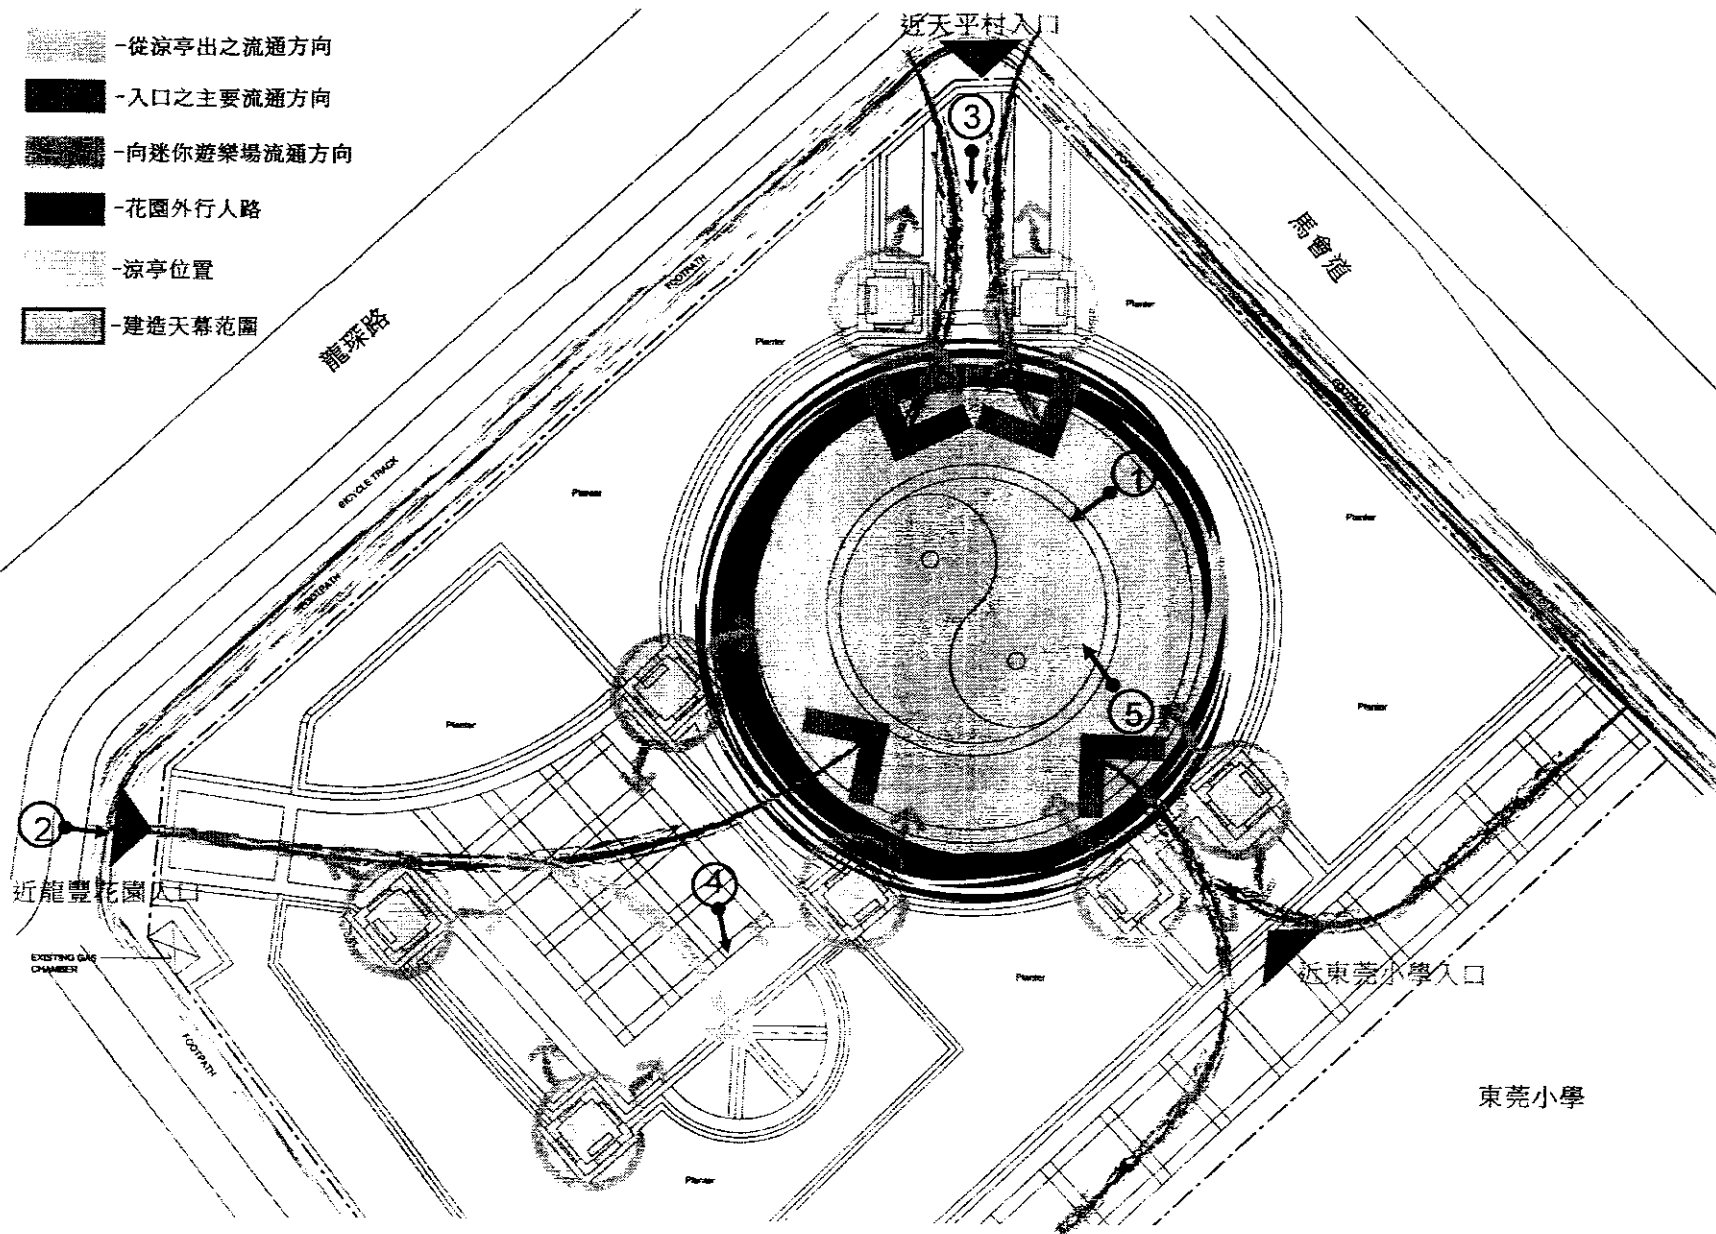 -從涼亭出之流通方向
-入口之主要流通方向
-向迷你遊樂場流通方向
-花園外行人路
-涼亭位置
-建造天幕范圍
近天平村入口
3
FOOTPATH
馬會道
FOOTPATH
Planter
龍琛路
Planter
FOOTPATH
BICYCLE TRACK
1
Planter
Planter
FOOTPATH
5
Planter
Planter
2
4
近龍豐花園入口
EXISTING GAS
CHAMBER
近東莞小學入口
Planter
FOOTPATH
東莞小學
Planter